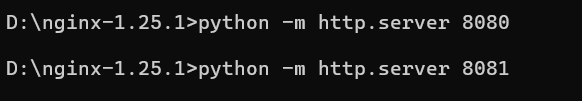 D:\nginx-1.25.1>python -m http.server 8080
D:\nginx-1.25.1>python -m http.server 8081